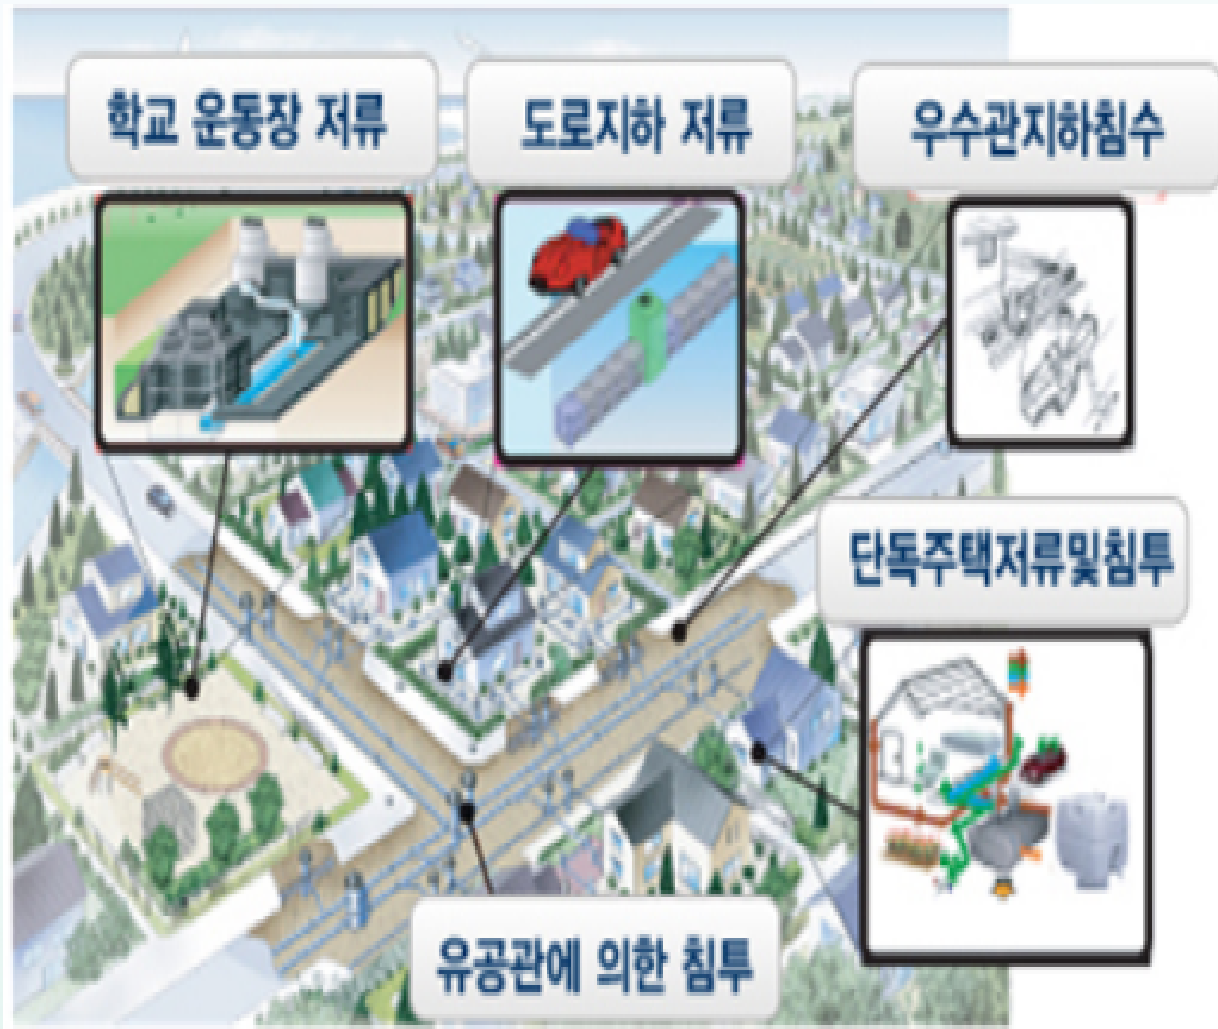 학교 운동장 저류
도로지하 저류
우수관지하침수
단독주택저류및침투
유공관에 의한 침투